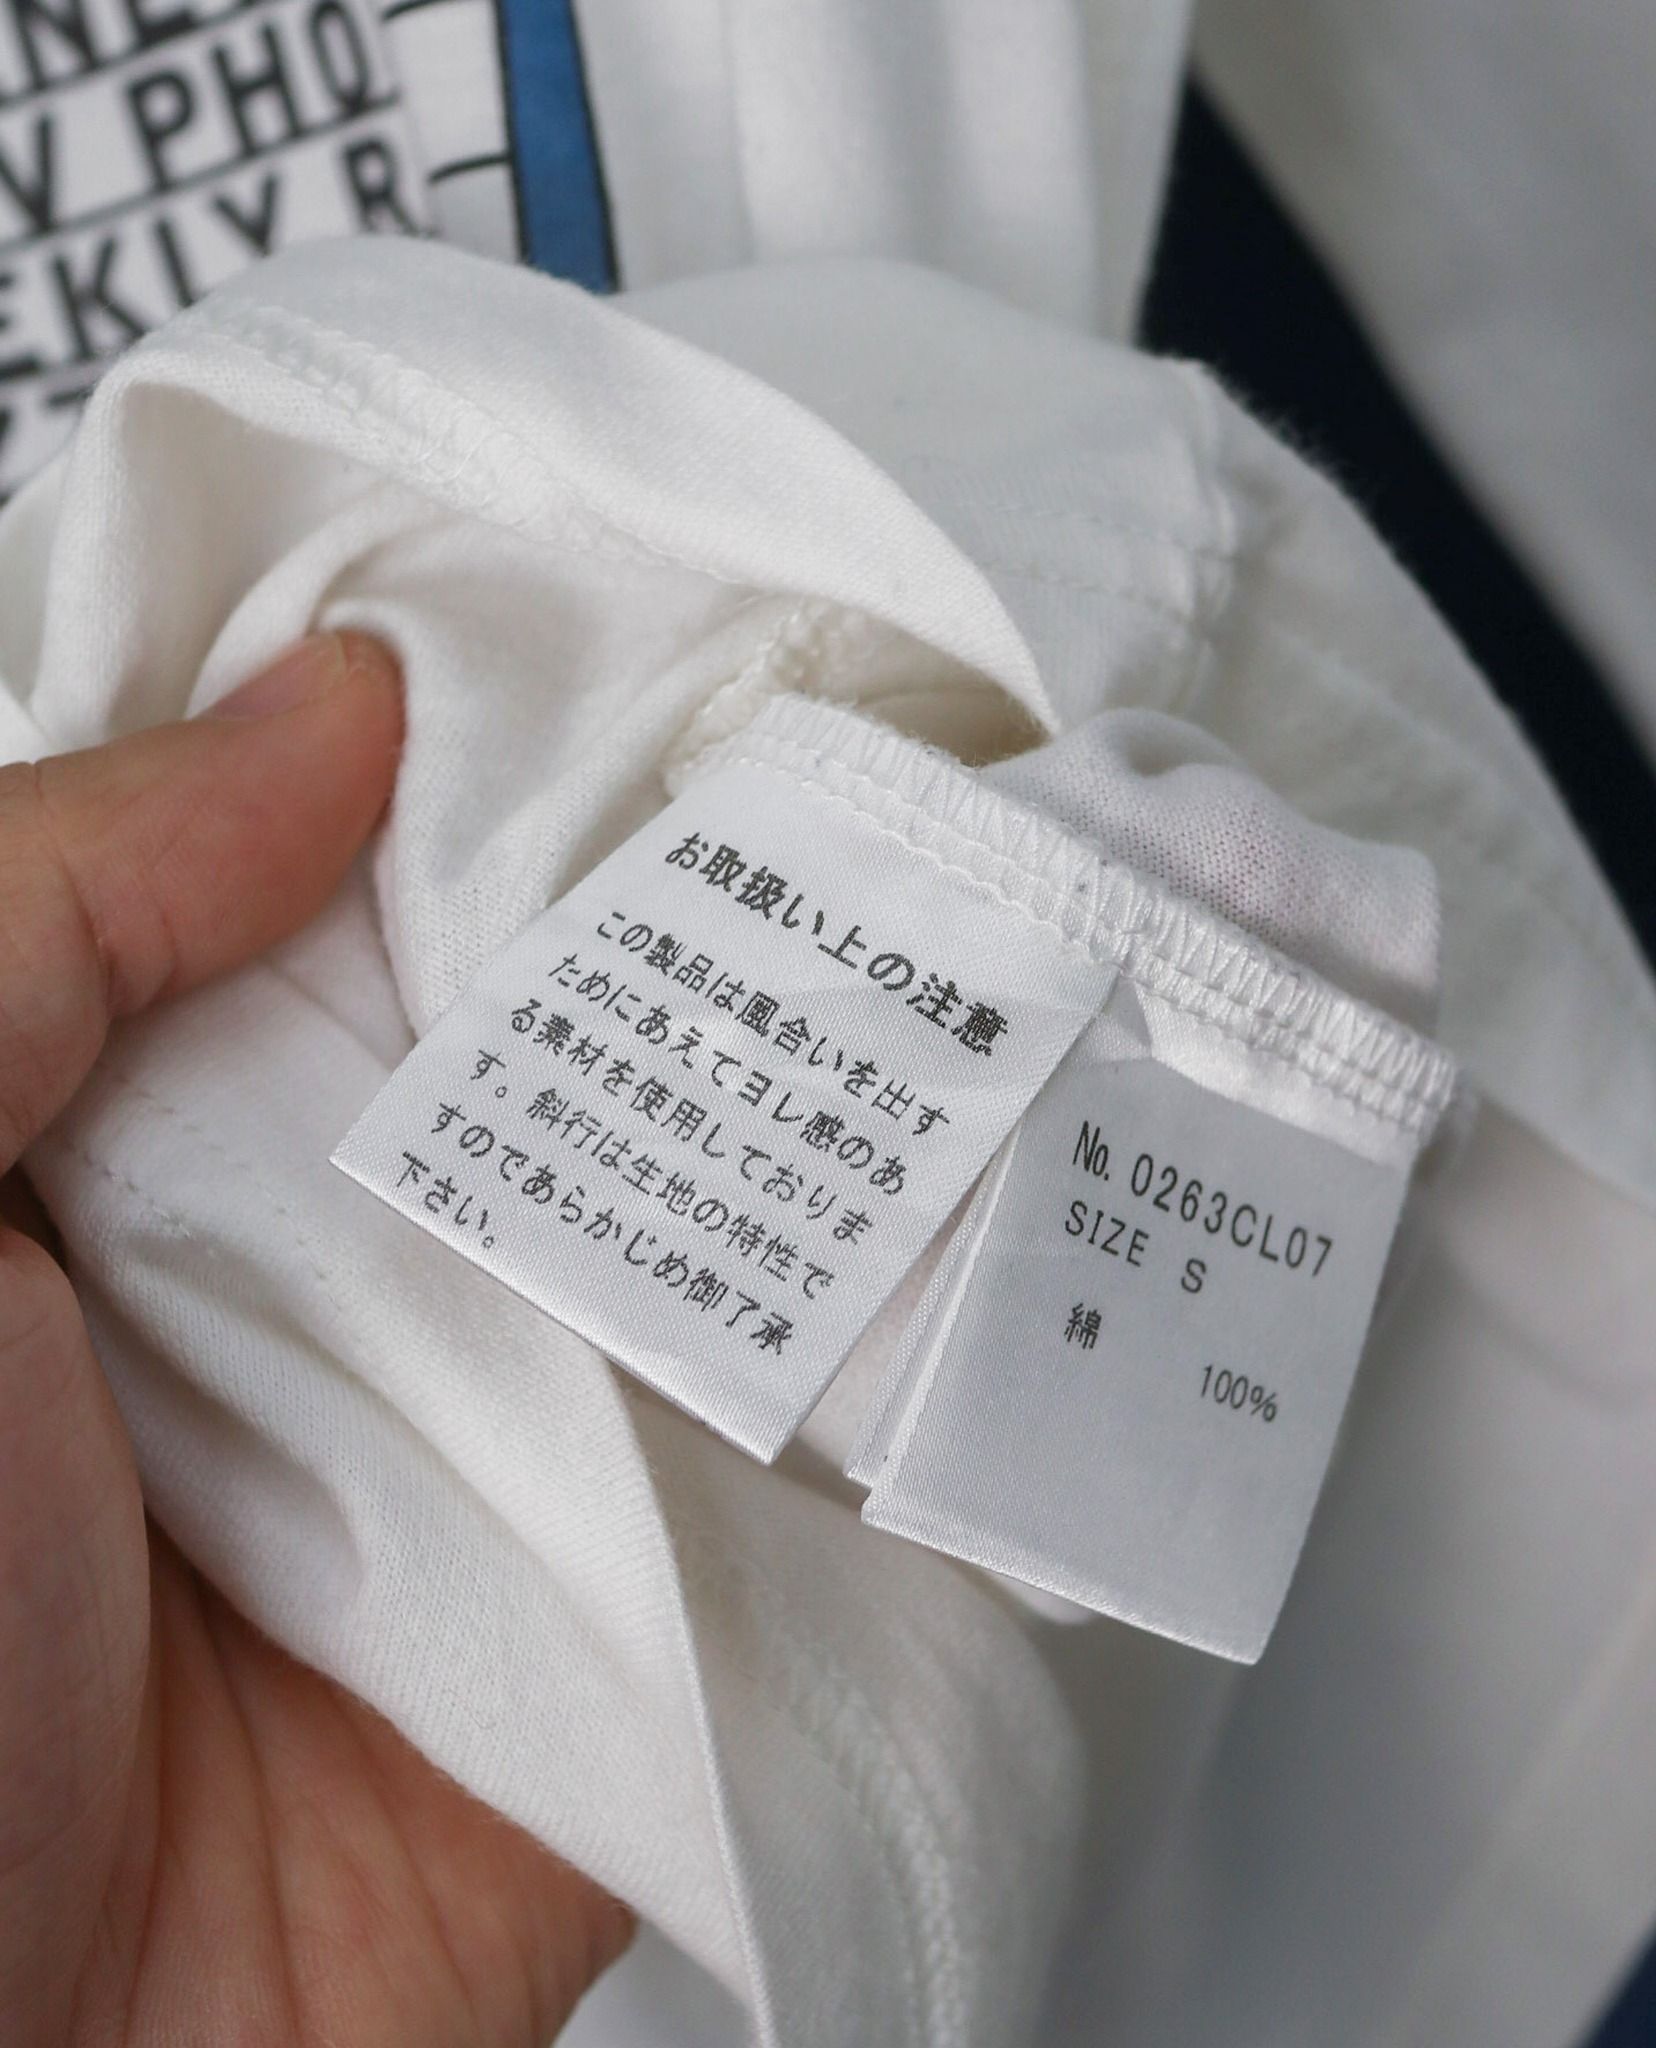 PHO
EKLY R
お取扱い上の注意
この製品は風合いを出す
ためにあえてヨレ感のあ
る素材を使用しておりま
す。斜行は生地の特性で
すのであらかじめ御了承
下さい。
№ 0263CL07
SIZE S
綿 100%